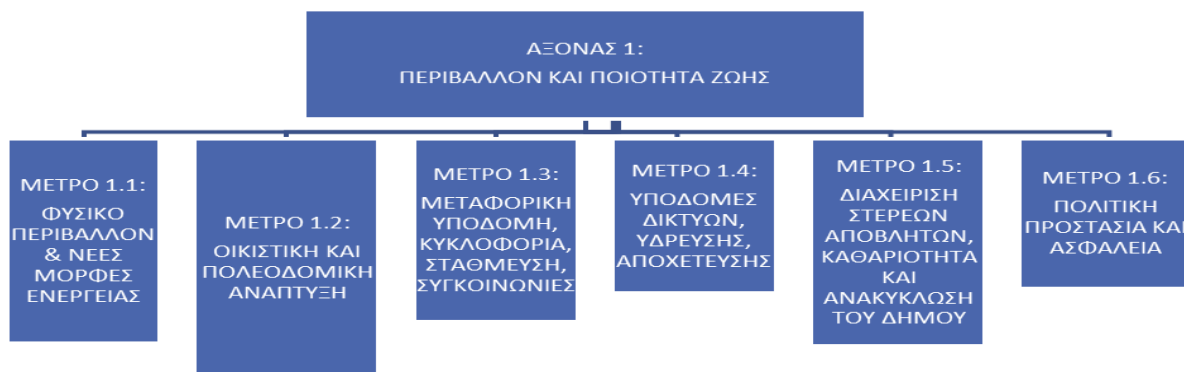 ΑΞΟΝΑΣ 1:
ΠΕΡΙΒΑΛΛΟΝ ΚΑΙ ΠΟΙΟΤΗΤΑ ΖΩΗΣ
ΜΕΤΡΟ 1.1:
ΦΥΣΙΚΟ
ΠΕΡΙΒΑΛΛΟΝ
& ΝΕΕΣ
ΜΟΡΦΕΣ
ΕΝΕΡΓΕΙΑΣ
ΜΕΤΡΟ 1.2:
ΟΙΚΙΣΤΙΚΗ ΚΑΙ
ΠΟΛΕΟΔΟΜΙΚΗ
ΑΝΑΠΤΥΞΗ
ΜΕΤΡΟ 1.3:
ΜΕΤΑΦΟΡΙΚΗ
ΥΠΟΔΟΜΗ,
ΚΥΚΛΟΦΟΡΙΑ,
ΣΤΑΘΜΕΥΣΗ,
ΣΥΓΚΟΙΝΩΝΙΕΣ
ΜΕΤΡΟ 1.4:
ΥΠΟΔΟΜΕΣ
ΔΙΚΤΥΩΝ,
ΥΔΡΕΥΣΗΣ,
ΑΠΟΧΕΤΕΥΣΗΣ
ΜΕΤΡΟ 1.5:
ΔΙΑΧΕΙΡΙΣΗ
ΣΤΕΡΕΩΝ
ΑΠΟΒΛΗΤΩΝ,
ΚΑΘΑΡΙΟΤΗΤΑ
ΚΑΙ
ΑΝΑΚΥΚΛΩΣΗ
ΤΟΥ ΔΗΜΟΥ
ΜΕΤΡΟ 1.6:
ΠΟΛΙΤΙΚΗ
ΠΡΟΣΤΑΣΙΑ ΚΑΙ
ΑΣΦΑΛΕΙΑ